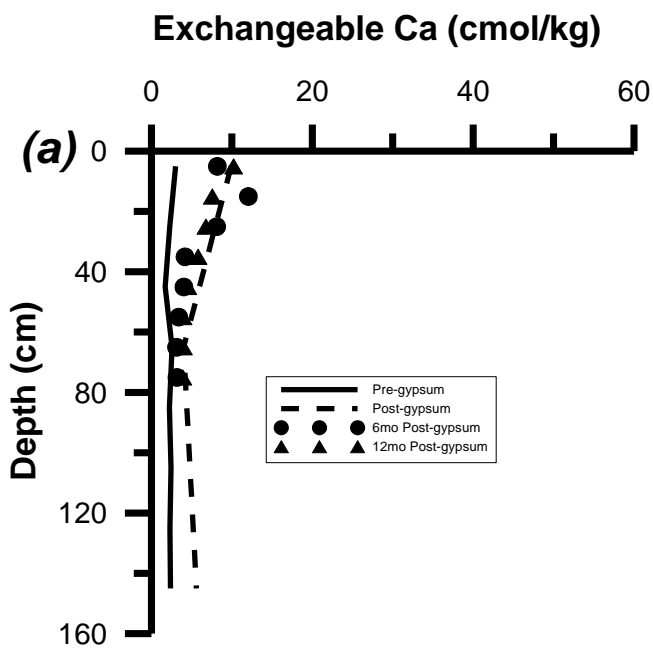 Exchangeable Ca (cmol/kg)
0 20 40 60
(a)
0
40
80
120
160
Depth (cm)
Pre-gypsum
Post-gypsum
6mo Post-gypsum
12mo Post-gypsum